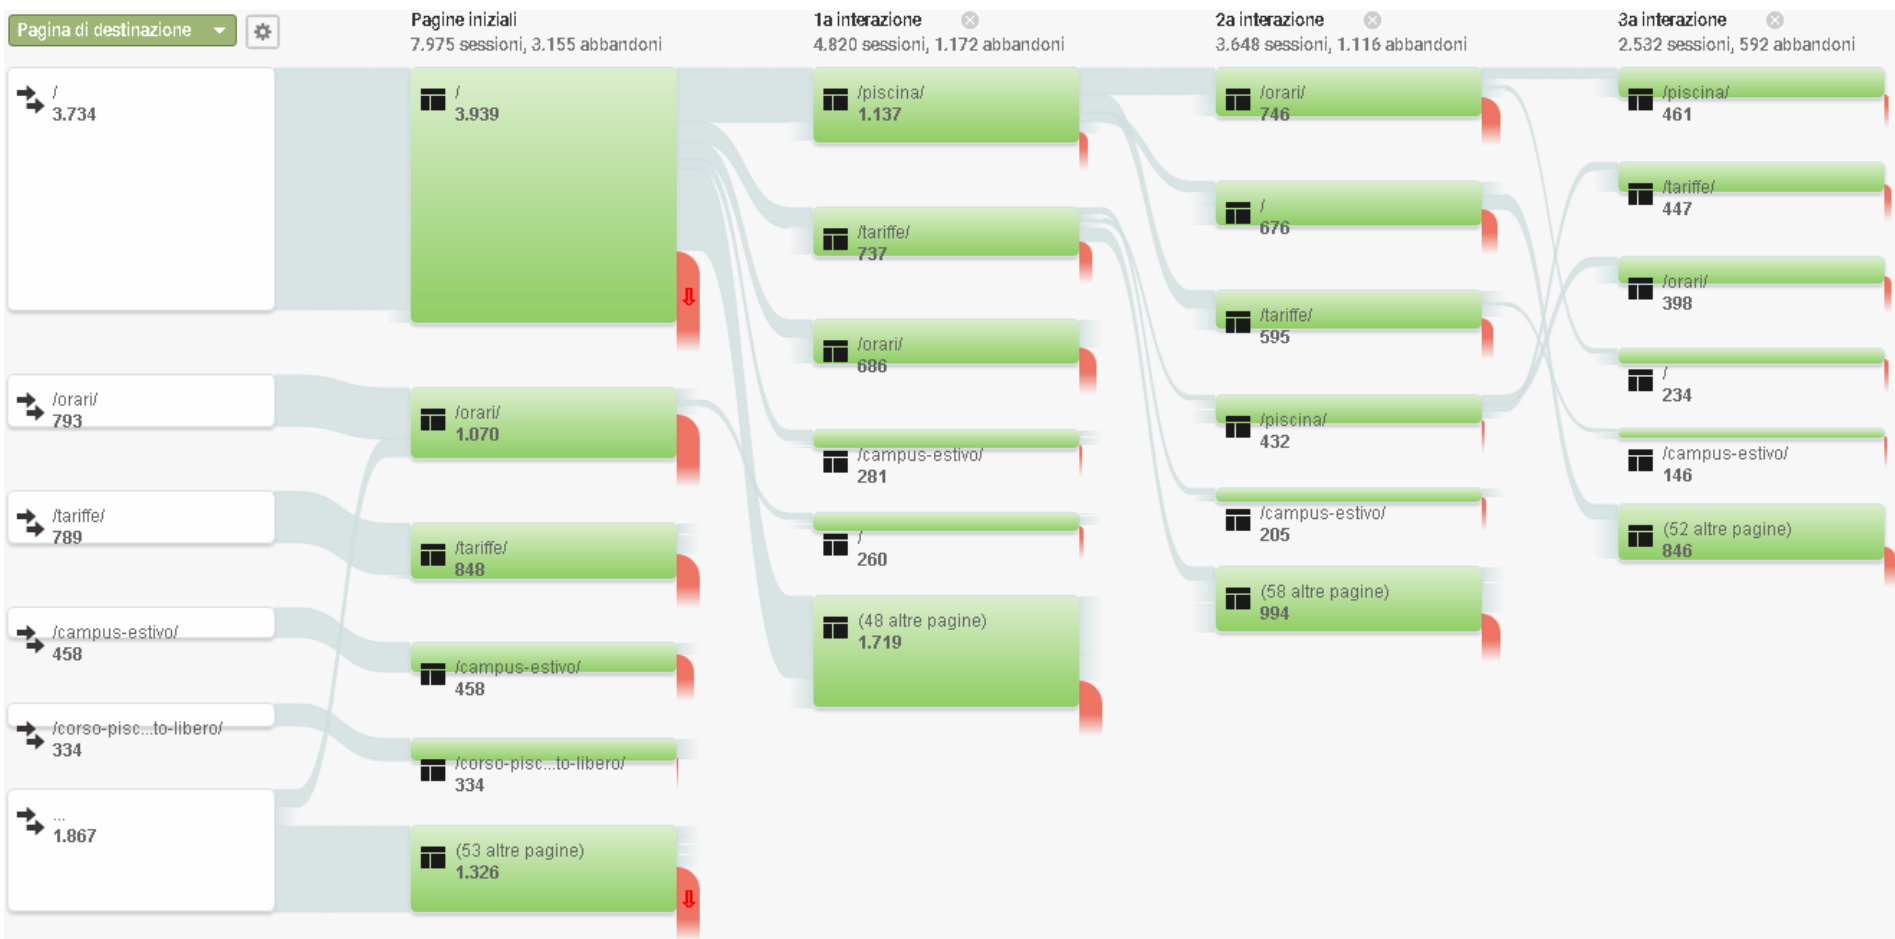 Pagina di destinazione
/
3.734
/orari/
793
/tariffe/
789
/campus-estivo/
458
/corso-pisc...to-libero/
334
...
1.867
Pagine iniziali
7.975 sessioni, 3.155 abbandoni
/
3.939
/orari/
1.070
/tariffe/
848
/campus-estivo/
458
/corso-pisc...to-libero/
334
(53 altre pagine)
1.326
1a interazione
4.820 sessioni, 1.172 abbandoni
/piscina/
1.137
/tariffe/
737
/orari/
686
/campus-estivo/
281
/
260
(48 altre pagine)
1.719
2a interazione
3.648 sessioni, 1.116 abbandoni
/orari/
746
/
676
/tariffe/
595
/piscina/
432
/campus-estivo/
205
(58 altre pagine)
994
3a interazione
2.532 sessioni, 592 abbandoni
/piscina/
461
/tariffe/
447
/orari/
398
/
234
/campus-estivo/
146
(52 altre pagine)
846